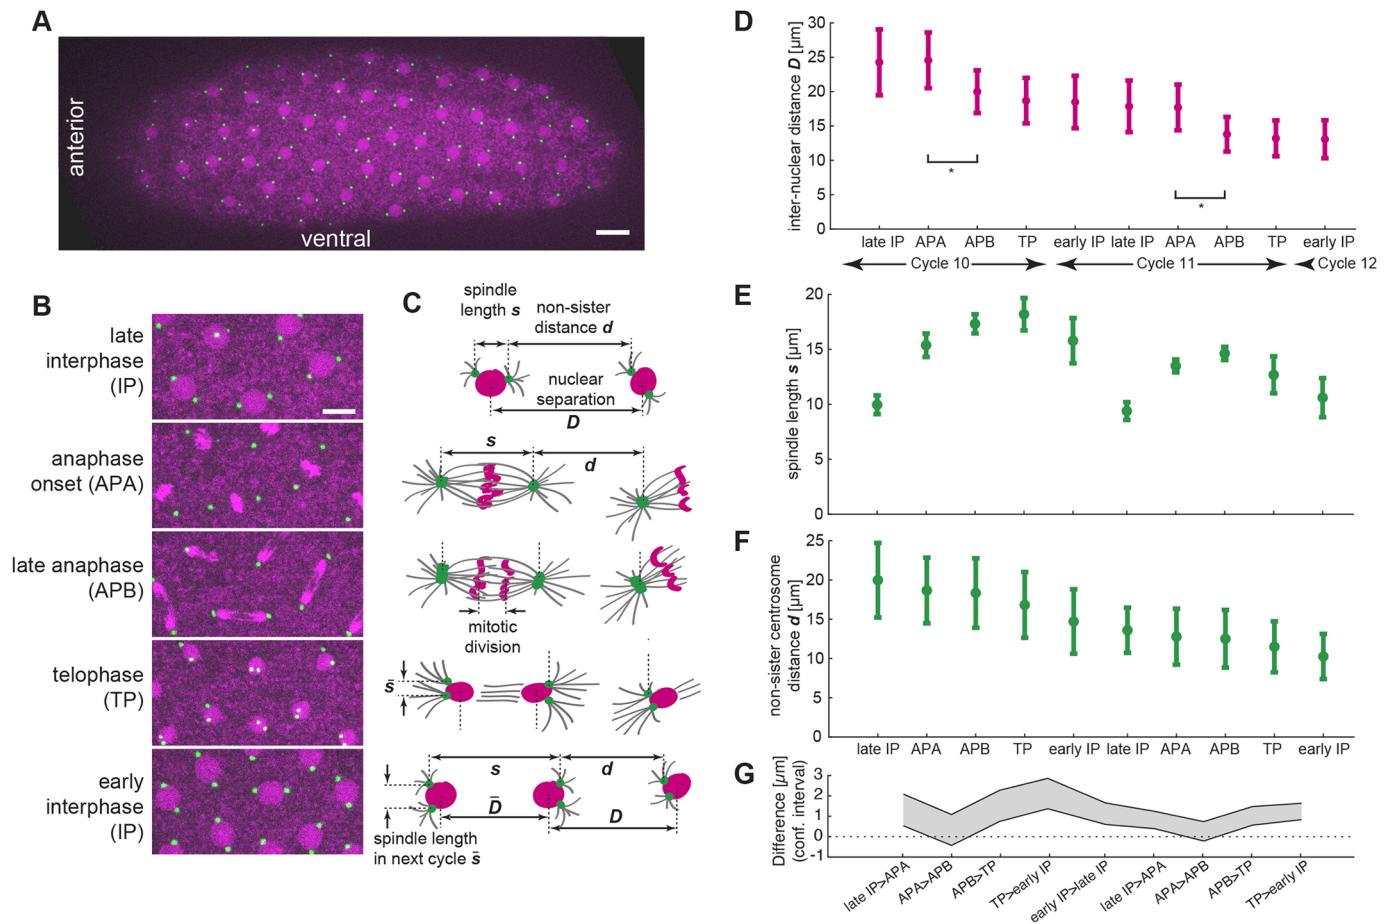 A
anterior
ventral
B
late
interphase
(IP)
anaphase
onset (APA)
late anaphase
(APB)
telophase
(TP)
early
interphase
(IP)
C
spindle
length s
non-sister
distance d
nuclear
separation
D
s
d
mitotic
division
s̄
s
d
D̄
D
spindle length
in next cycle s̄
D
inter-nuclear distance D [µm]
30
25
20
15
10
5
0
*
*
late IP APA APB TP early IP late IP APA APB TP early IP
Cycle 10 Cycle 11 Cycle 12
E
spindle length s [µm]
20
15
10
5
0
F
non-sister centrosome
distance d [µm]
25
20
15
10
5
0
late IP APA APB TP early IP late IP APA APB TP early IP
G
Difference [µm]
(conf. interval)
3
2
1
0
-1
late IP>APA APA>APB APB>TP TP>early IP early IP>late IP late IP>APA APA>APB APB>TP TP>early IP